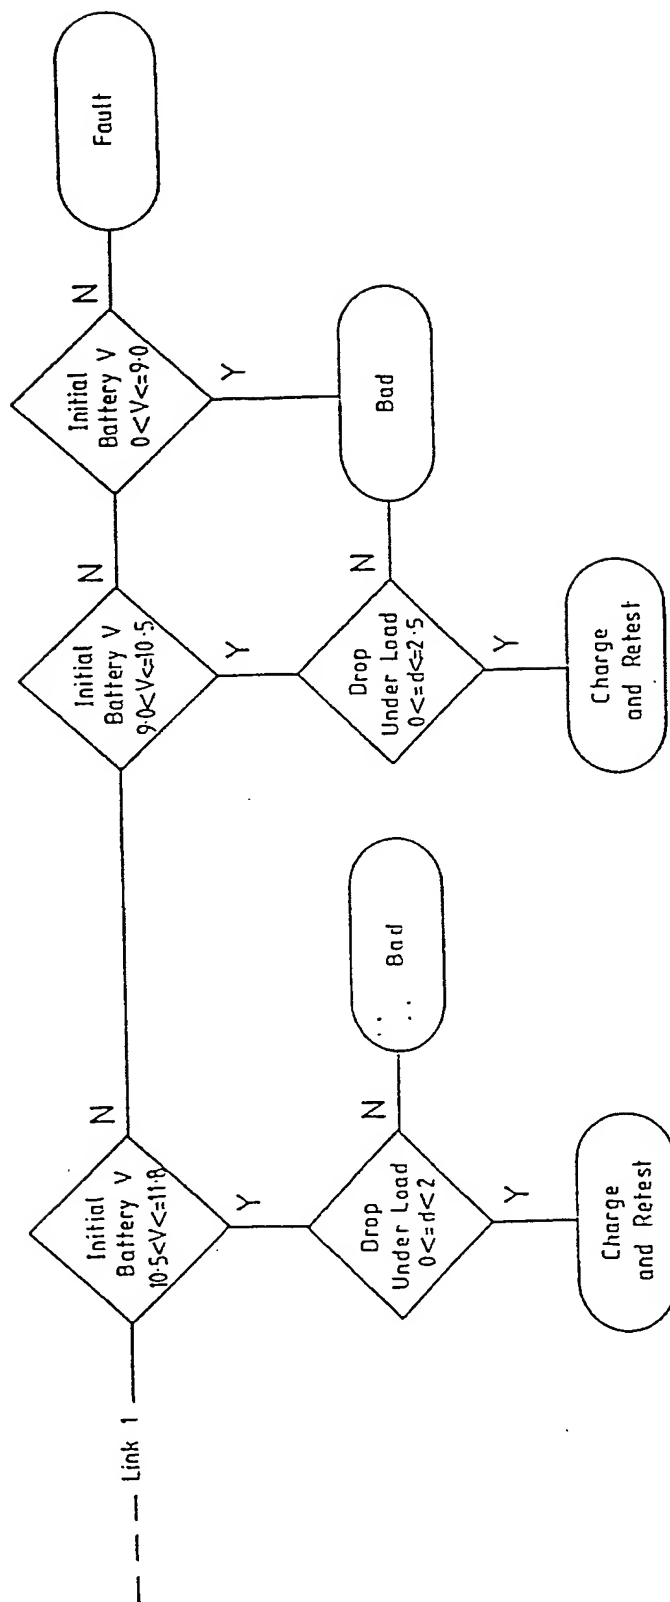 Link 1
Initial
Battery V
10·5<V<=11·8
N
Y
Drop
Under Load
0<=d<2
N
Bad
Y
Charge
and Retest
Initial
Battery V
9·0<V<=10·5
N
Y
Drop
Under Load
0<=d<=2·5
N
Y
Charge
and Retest
Initial
Battery V
0<V<=9·0
N
Fault
Y
Bad